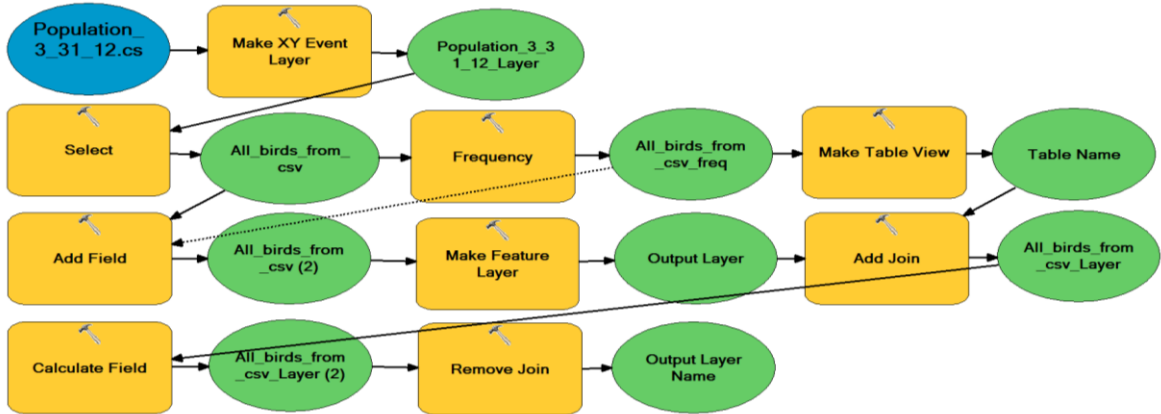 Population_
3_31_12.cs
Make XY Event
Layer
Population_3_3
1_12_Layer
Select
All_birds_from_
csv
Frequency
All_birds_from
_csv_freq
Make Table View
Table Name
Add Field
All_birds_from
_csv (2)
Make Feature
Layer
Output Layer
Add Join
All_birds_from
_csv_Layer
Calculate Field
All_birds_from
_csv_Layer (2)
Remove Join
Output Layer
Name